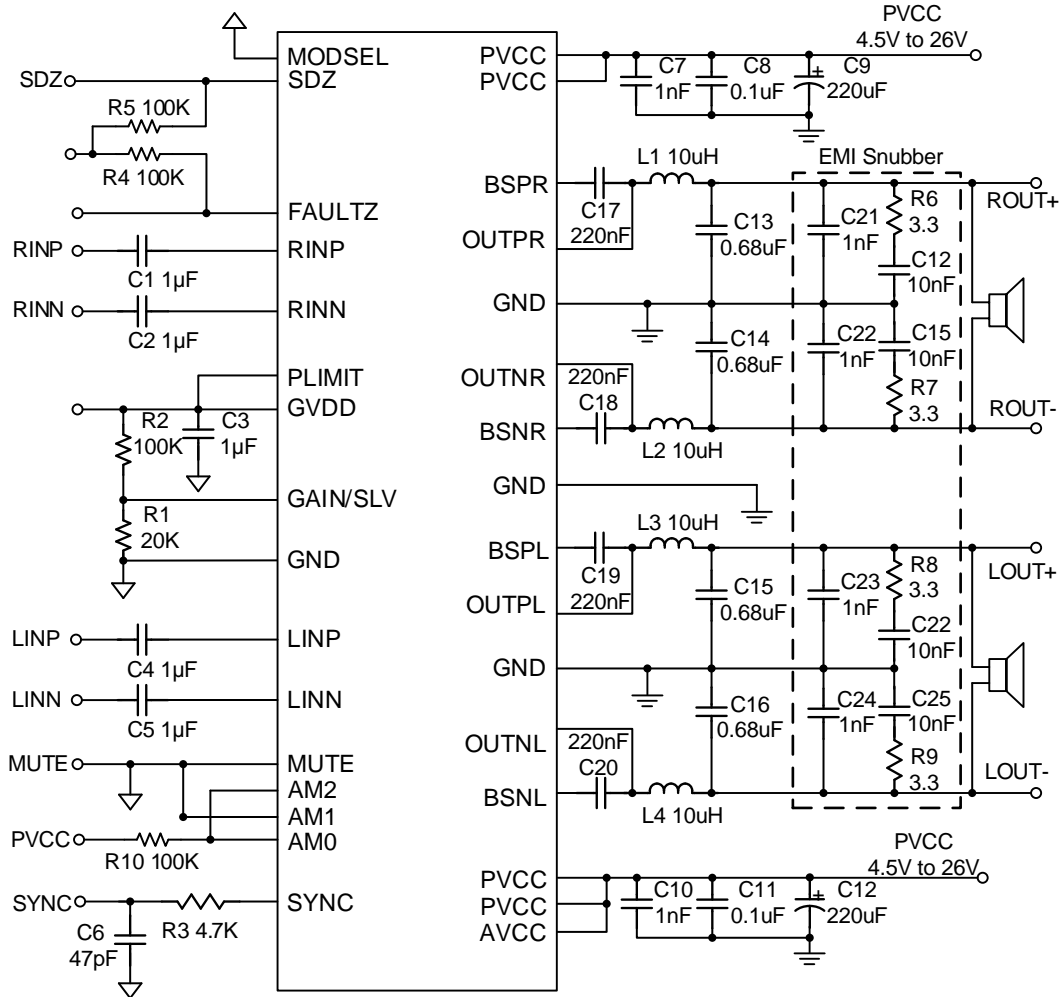 PVCC
4.5V to 26V
MODSEL
SDZ
SDZ
R5 100K
R4 100K
FAULTZ
RINP
C1 1µF
RINP
RINN
C2 1µF
RINN
PLIMIT
GVDD
R2
100K
C3
1µF
GAIN/SLV
R1
20K
GND
LINP
C4 1µF
LINP
LINN
C5 1µF
LINN
MUTE
MUTE
AM2
AM1
PVCC
R10 100K
AM0
SYNC
R3 4.7K
SYNC
C6
47pF
PVCC
PVCC
C7
1nF
C8
0.1uF
C9
220uF
L1 10uH
EMI Snubber
BSPR
C17
220nF
OUTPR
C13
0.68uF
C21
1nF
R6
3.3
C12
10nF
ROUT+
GND
C14
0.68uF
C22
1nF
C15
10nF
R7
3.3
OUTNR
220nF
C18
BSNR
L2 10uH
ROUT-
GND
L3 10uH
BSPL
C19
220nF
OUTPL
C15
0.68uF
C23
1nF
R8
3.3
C22
10nF
LOUT+
GND
C16
0.68uF
C24
1nF
C25
10nF
R9
3.3
OUTNL
220nF
C20
BSNL
L4 10uH
LOUT-
PVCC
4.5V to 26V
PVCC
PVCC
AVCC
C10
1nF
C11
0.1uF
C12
220uF
+
+